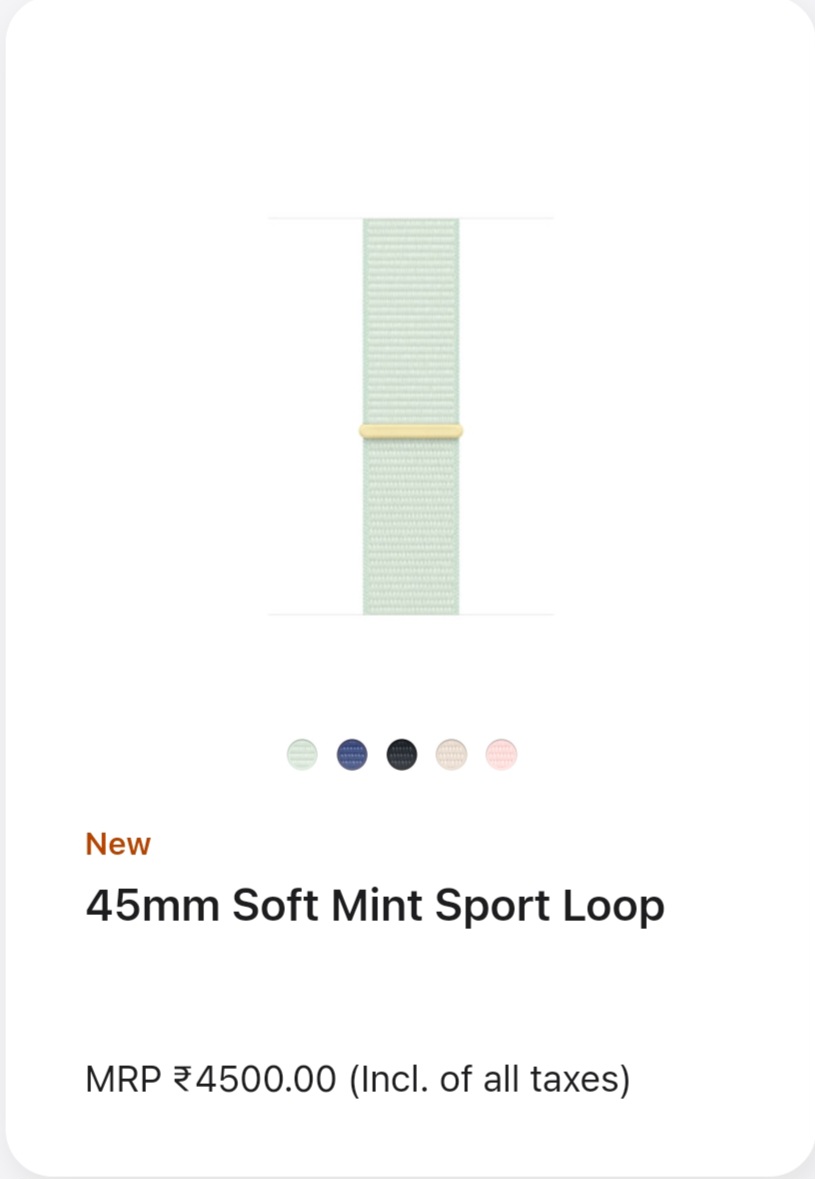 New
45mm Soft Mint Sport Loop
MRP ₹4500.00 (Incl. of all taxes)